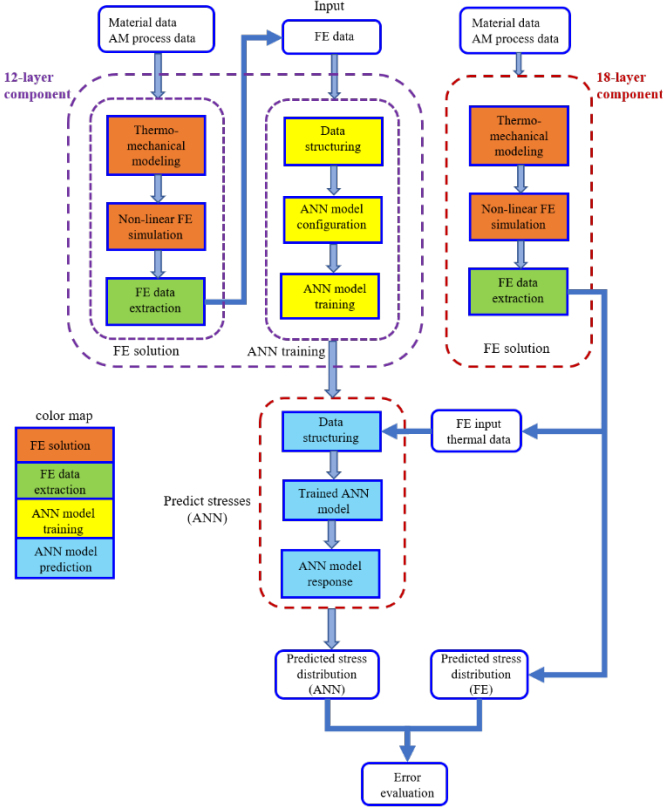 Input
Material data
AM process data
FE data
Material data
AM process data
12-layer
component
18-layer
component
Thermo-
mechanical
modeling
Non-linear FE
simulation
FE data
extraction
FE solution
Data
structuring
ANN model
configuration
ANN model
training
ANN training
Thermo-
mechanical
modeling
Non-linear FE
simulation
FE data
extraction
FE solution
color map
FE solution
FE data
extraction
ANN model
training
ANN model
prediction
Predict stresses
(ANN)
Data
structuring
Trained ANN
model
ANN model
response
FE input
thermal data
Predicted stress
distribution
(ANN)
Predicted stress
distribution
(FE)
Error
evaluation